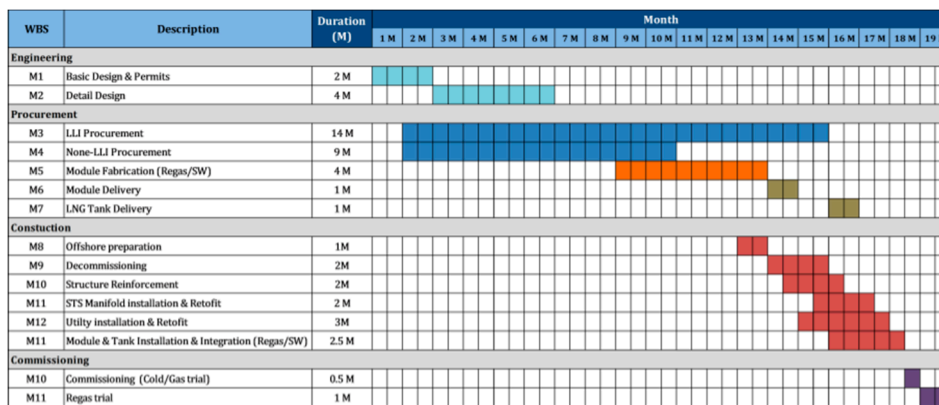 WBS Description Duration (M) Month
1 M 2 M 3 M 4 M 5 M 6 M 7 M 8 M 9 M 10 M 11 M 12 M 13 M 14 M 15 M 16 M 17 M 18 M 19
Engineering
M1 Basic Design & Permits 2 M
M2 Detail Design 4 M
Procurement
M3 LLI Procurement 14 M
M4 None-LLI Procurement 9 M
M5 Module Fabrication (Regas/SW) 4 M
M6 Module Delivery 1 M
M7 LNG Tank Delivery 1 M
Constuction
M8 Offshore preparation 1M
M9 Decommissioning 2M
M10 Structure Reinforcement 2M
M11 STS Manifold installation & Retofit 2 M
M12 Utilty installation & Retofit 3M
M11 Module & Tank Installation & Integration (Regas/SW) 2.5 M
Commissioning
M10 Commissioning (Cold/Gas trial) 0.5 M
M11 Regas trial 1 M